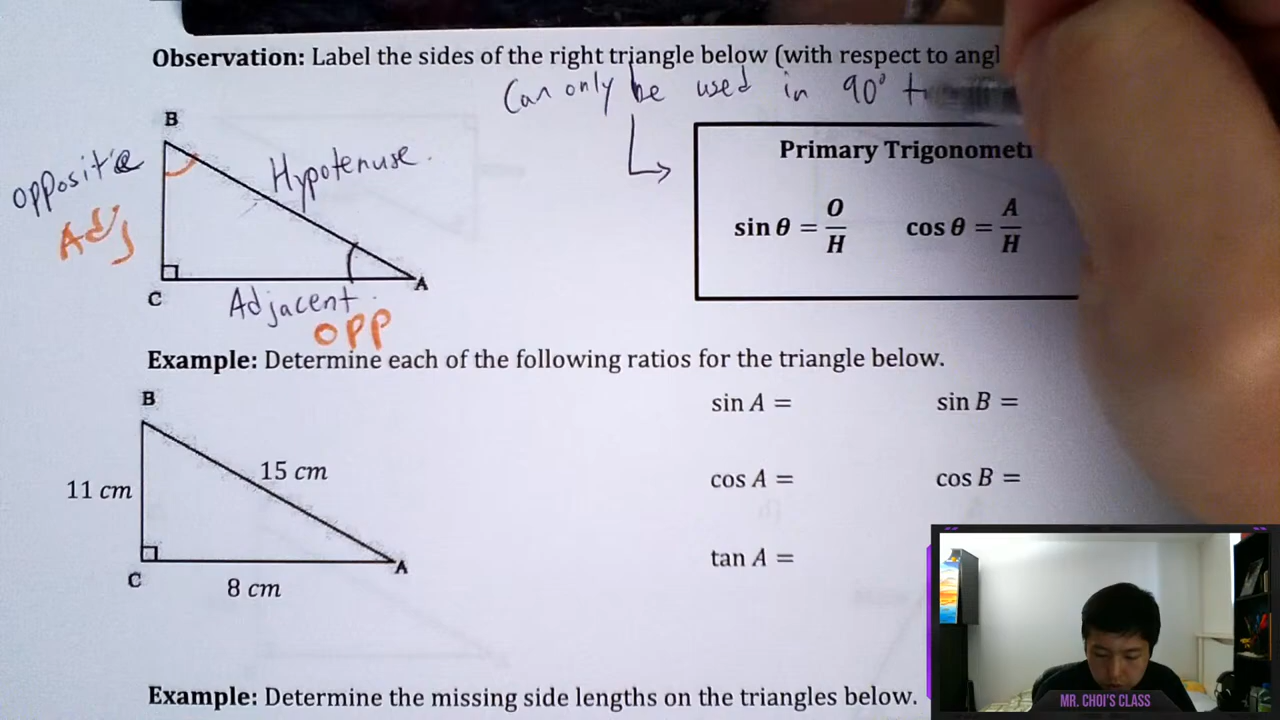 Observation: Label the sides of the right triangle below (with respect to angl
Can only be used in 90°
B
Opposite
Hypotenuse.
Adj
C
A
Adjacent
OPP
Primary Trigonometri
sin θ = O/H
cos θ = A/H
Example: Determine each of the following ratios for the triangle below.
B
11 cm
15 cm
C
A
8 cm
sin A =
sin B =
cos A =
cos B =
tan A =
Example: Determine the missing side lengths on the triangles below.
MR. CHOI'S CLASS